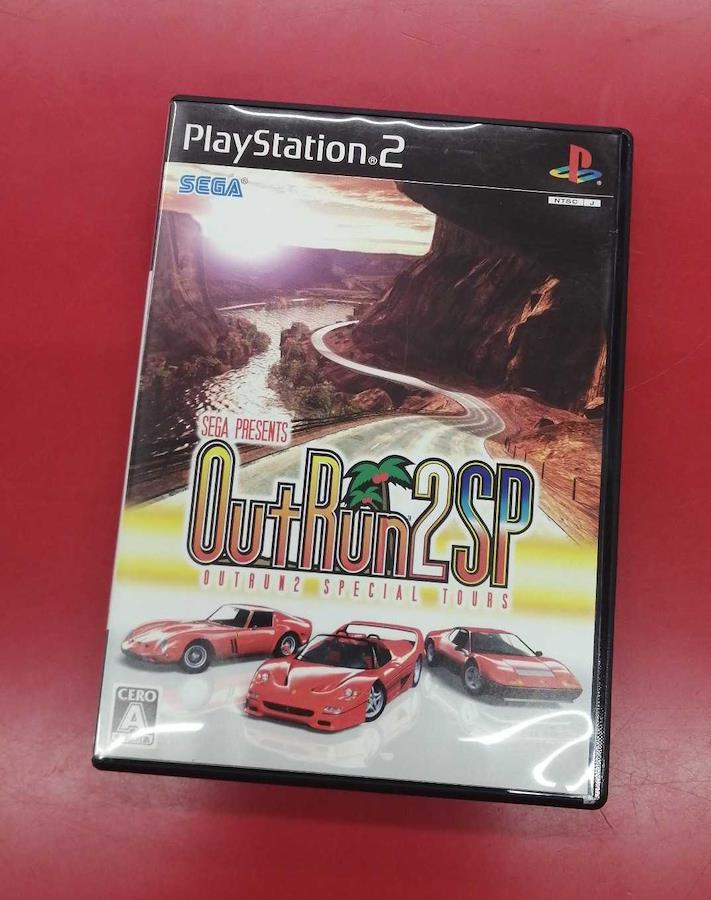 PlayStation®2
SEGA®
NTSC J
SEGA PRESENTS
OutRun2SP
OUTRUN2 SPECIAL TOURS
CERO
A